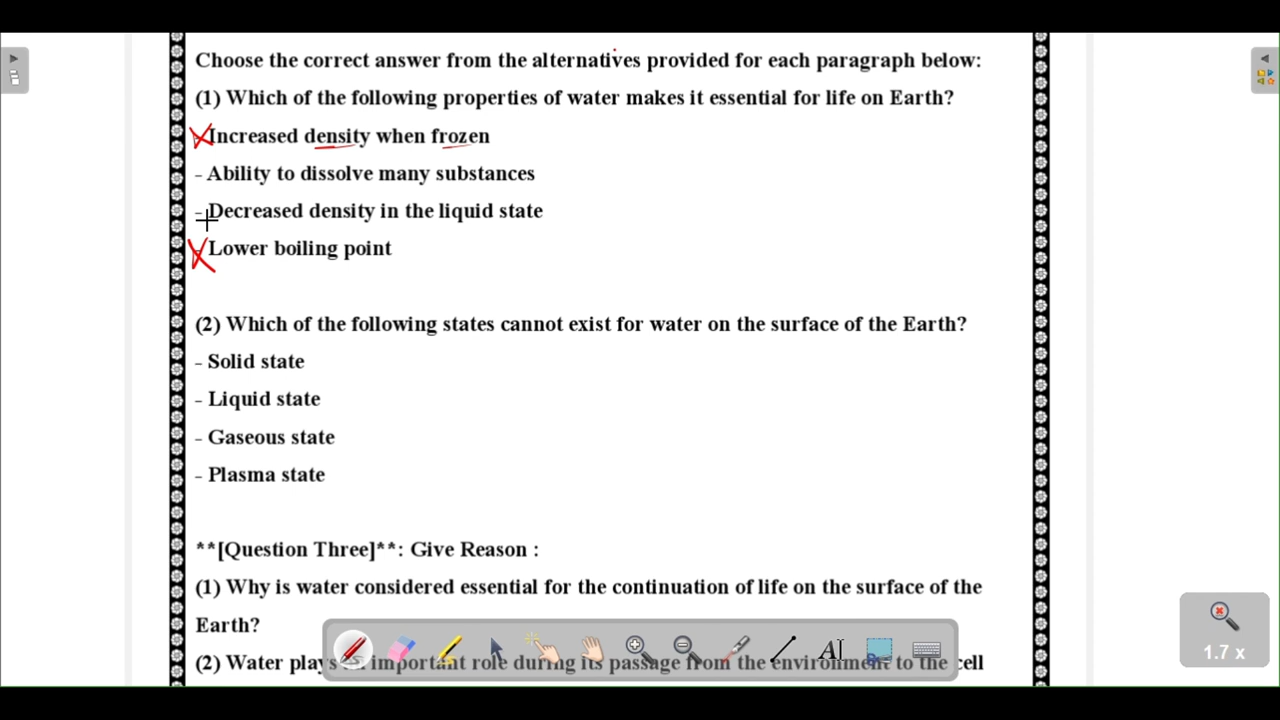 Choose the correct answer from the alternatives provided for each paragraph below:
(1) Which of the following properties of water makes it essential for life on Earth?
Increased density when frozen
- Ability to dissolve many substances
- Decreased density in the liquid state
- Lower boiling point
(2) Which of the following states cannot exist for water on the surface of the Earth?
- Solid state
- Liquid state
- Gaseous state
- Plasma state
**[Question Three]**: Give Reason :
(1) Why is water considered essential for the continuation of life on the surface of the
Earth?
(2) Water plays an important role during its passage from the environment to the cell
AI
1.7 x